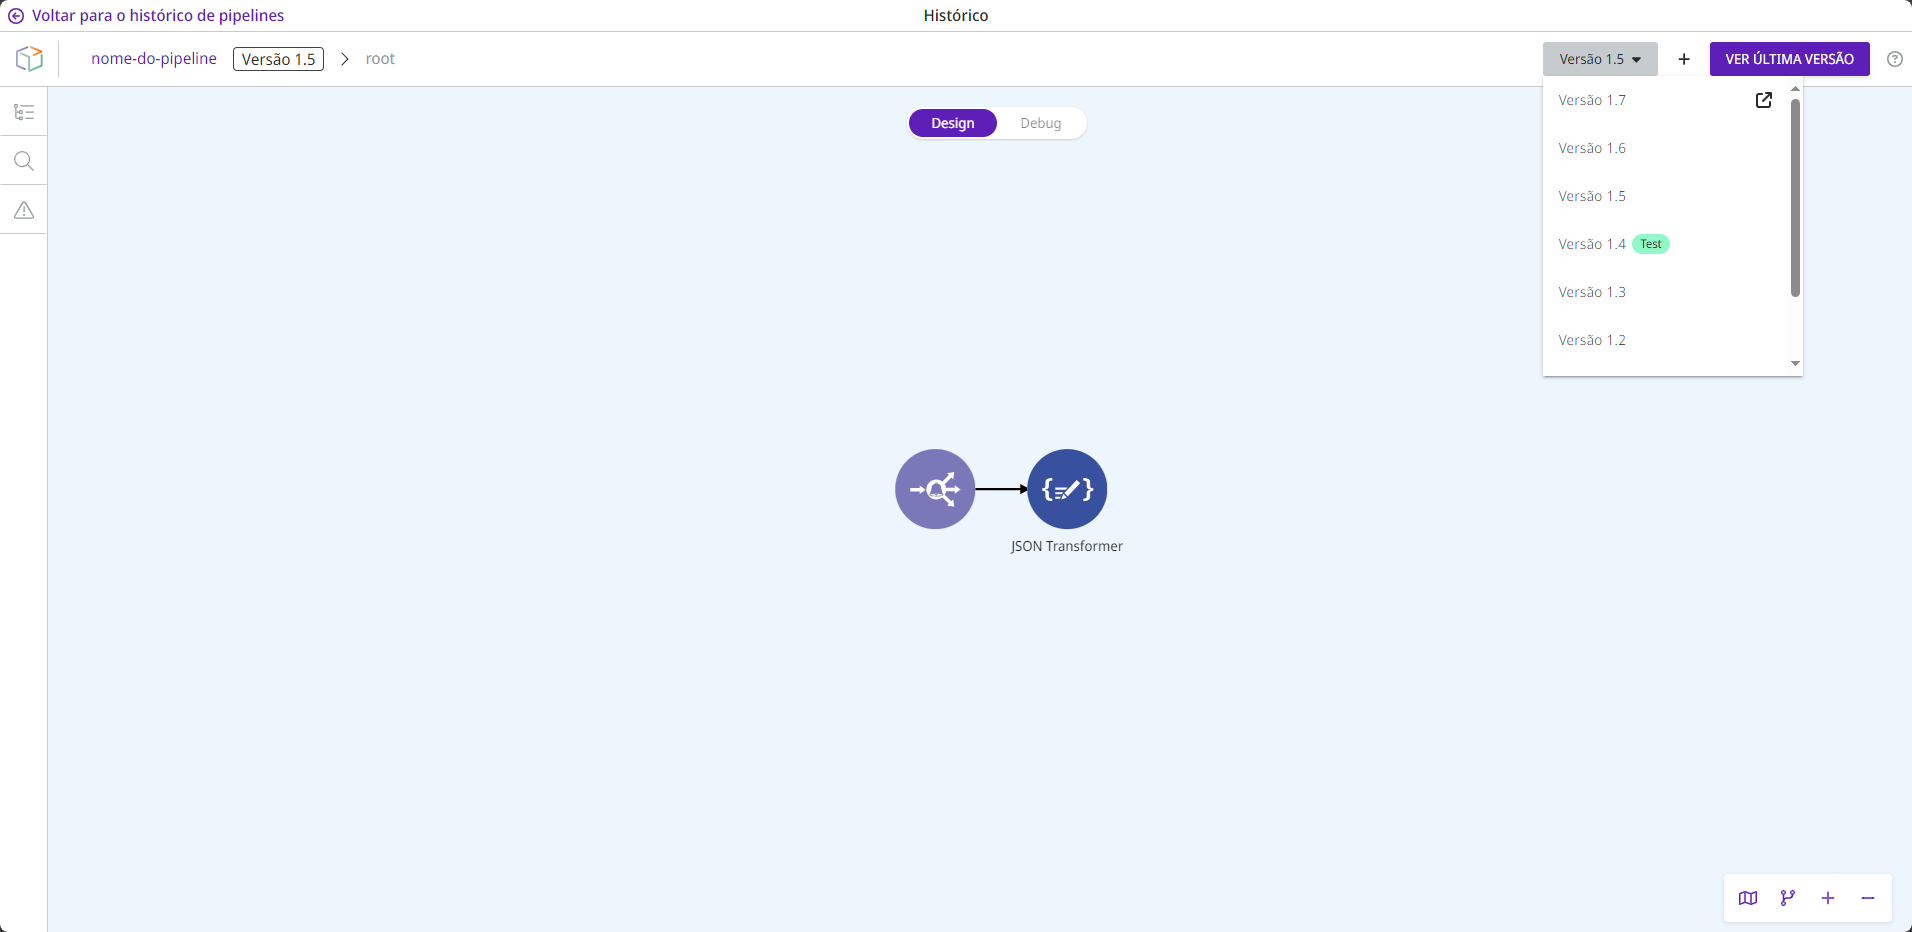 Voltar para o histórico de pipelines
Histórico
nome-do-pipeline
Versão 1.5
root
Versão 1.5
+
VER ÚLTIMA VERSÃO
Design
Debug
Versão 1.7
Versão 1.6
Versão 1.5
Versão 1.4 Test
Versão 1.3
Versão 1.2
JSON Transformer